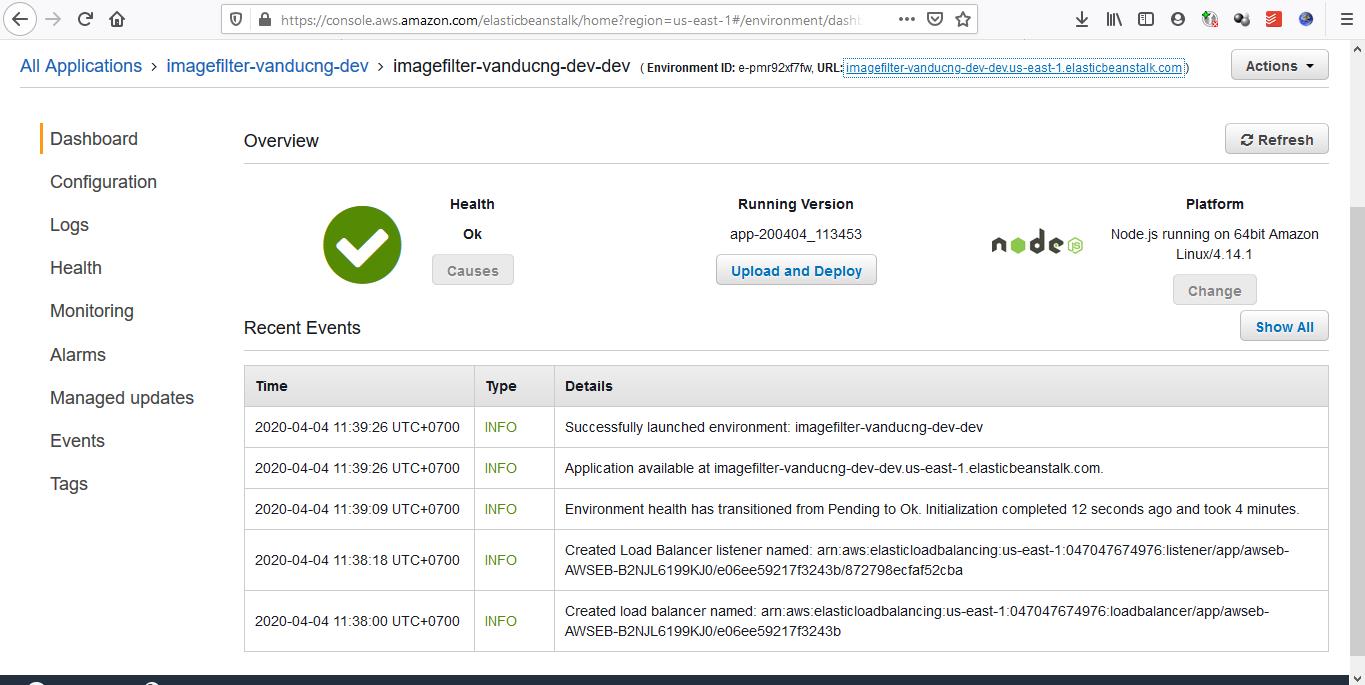 https://console.aws.amazon.com/elasticbeanstalk/home?region=us-east-1#/environment/dash
All Applications > imagefilter-vanducng-dev > imagefilter-vanducng-dev-dev ( Environment ID: e-pmr92xf7fw, URL: imagefilter-vanducng-dev-dev.us-east-1.elasticbeanstalk.com)
Actions
Dashboard
Configuration
Logs
Health
Monitoring
Alarms
Managed updates
Events
Tags
Overview
Refresh
Health
Ok
Causes
Running Version
app-200404_113453
Upload and Deploy
node JS
Platform
Node.js running on 64bit Amazon
Linux/4.14.1
Change
Recent Events
Show All
Time Type Details
2020-04-04 11:39:26 UTC+0700 INFO Successfully launched environment: imagefilter-vanducng-dev-dev
2020-04-04 11:39:26 UTC+0700 INFO Application available at imagefilter-vanducng-dev-dev.us-east-1.elasticbeanstalk.com.
2020-04-04 11:39:09 UTC+0700 INFO Environment health has transitioned from Pending to Ok. Initialization completed 12 seconds ago and took 4 minutes.
2020-04-04 11:38:18 UTC+0700 INFO Created Load Balancer listener named: arn:aws:elasticloadbalancing:us-east-1:047047674976:listener/app/awseb-
AWSEB-B2NJL6199KJ0/e06ee59217f3243b/872798ecfaf52cba
2020-04-04 11:38:00 UTC+0700 INFO Created load balancer named: arn:aws:elasticloadbalancing:us-east-1:047047674976:loadbalancer/app/awseb-
AWSEB-B2NJL6199KJ0/e06ee59217f3243b